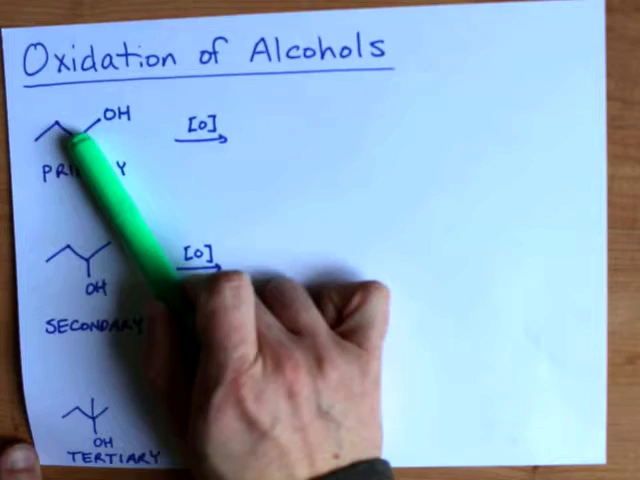 Oxidation of Alcohols
OH
[O]
[O]
OH
SECONDARY
OH
TERTIARY